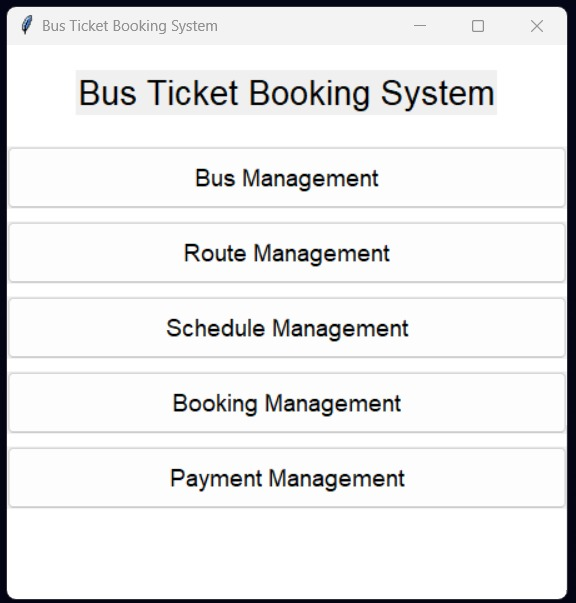 Bus Ticket Booking System
Bus Ticket Booking System
Bus Management
Route Management
Schedule Management
Booking Management
Payment Management